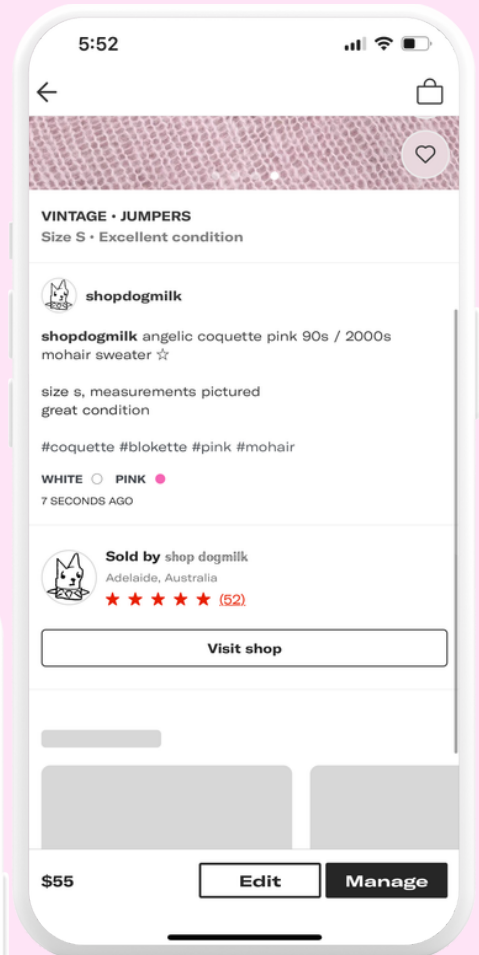 5:52
VINTAGE • JUMPERS
Size S • Excellent condition
shopdogmilk
shopdogmilk angelic coquette pink 90s / 2000s
mohair sweater ☆
size s, measurements pictured
great condition
#coquette #blokette #pink #mohair
WHITE PINK
7 SECONDS AGO
Sold by shop dogmilk
Adelaide, Australia
(52)
Visit shop
$55 Edit Manage